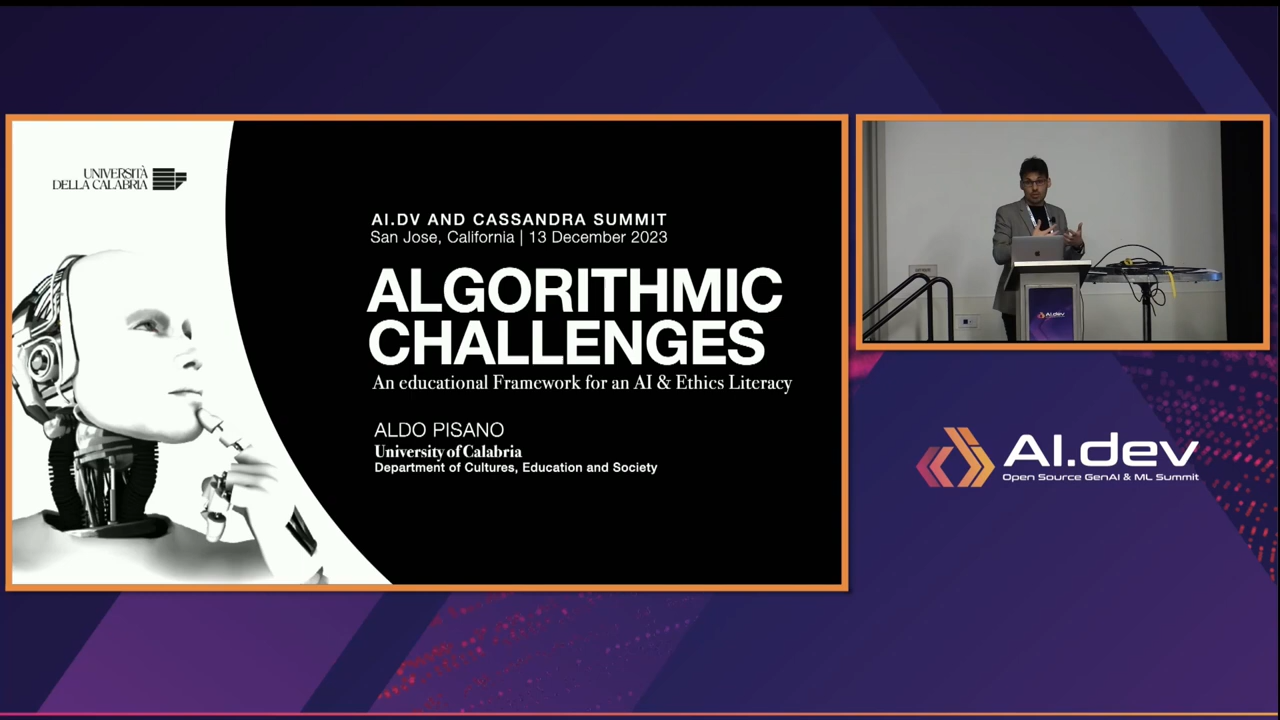 UNIVERSITÀ
DELLA CALABRIA
AI.DV AND CASSANDRA SUMMIT
San Jose, California | 13 December 2023
ALGORITHMIC
CHALLENGES
An educational Framework for an AI & Ethics Literacy
ALDO PISANO
University of Calabria
Department of Cultures, Education and Society
AI.dev
AI.dev
Open Source GenAI & ML Summit